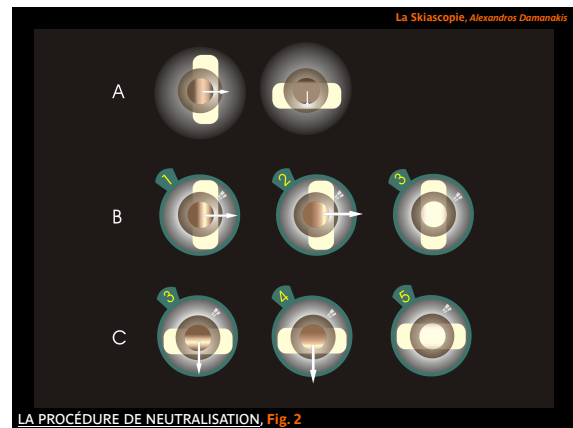 La Skiascopie, Alexandros Damanakis
A
B
1 2 3
C
3 4 5
LA PROCÉDURE DE NEUTRALISATION, Fig. 2